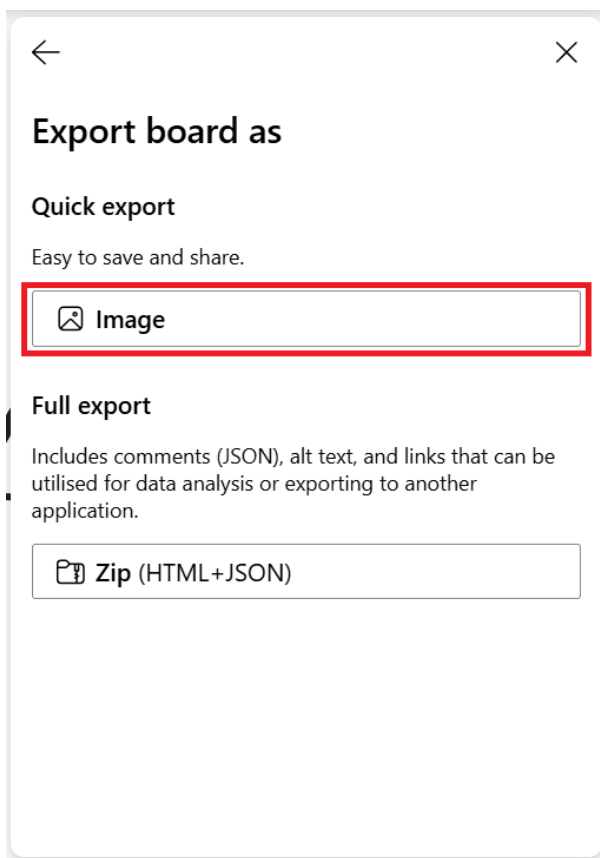 Export board as
Quick export
Easy to save and share.
Image
Full export
Includes comments (JSON), alt text, and links that can be
utilised for data analysis or exporting to another
application.
Zip (HTML+JSON)